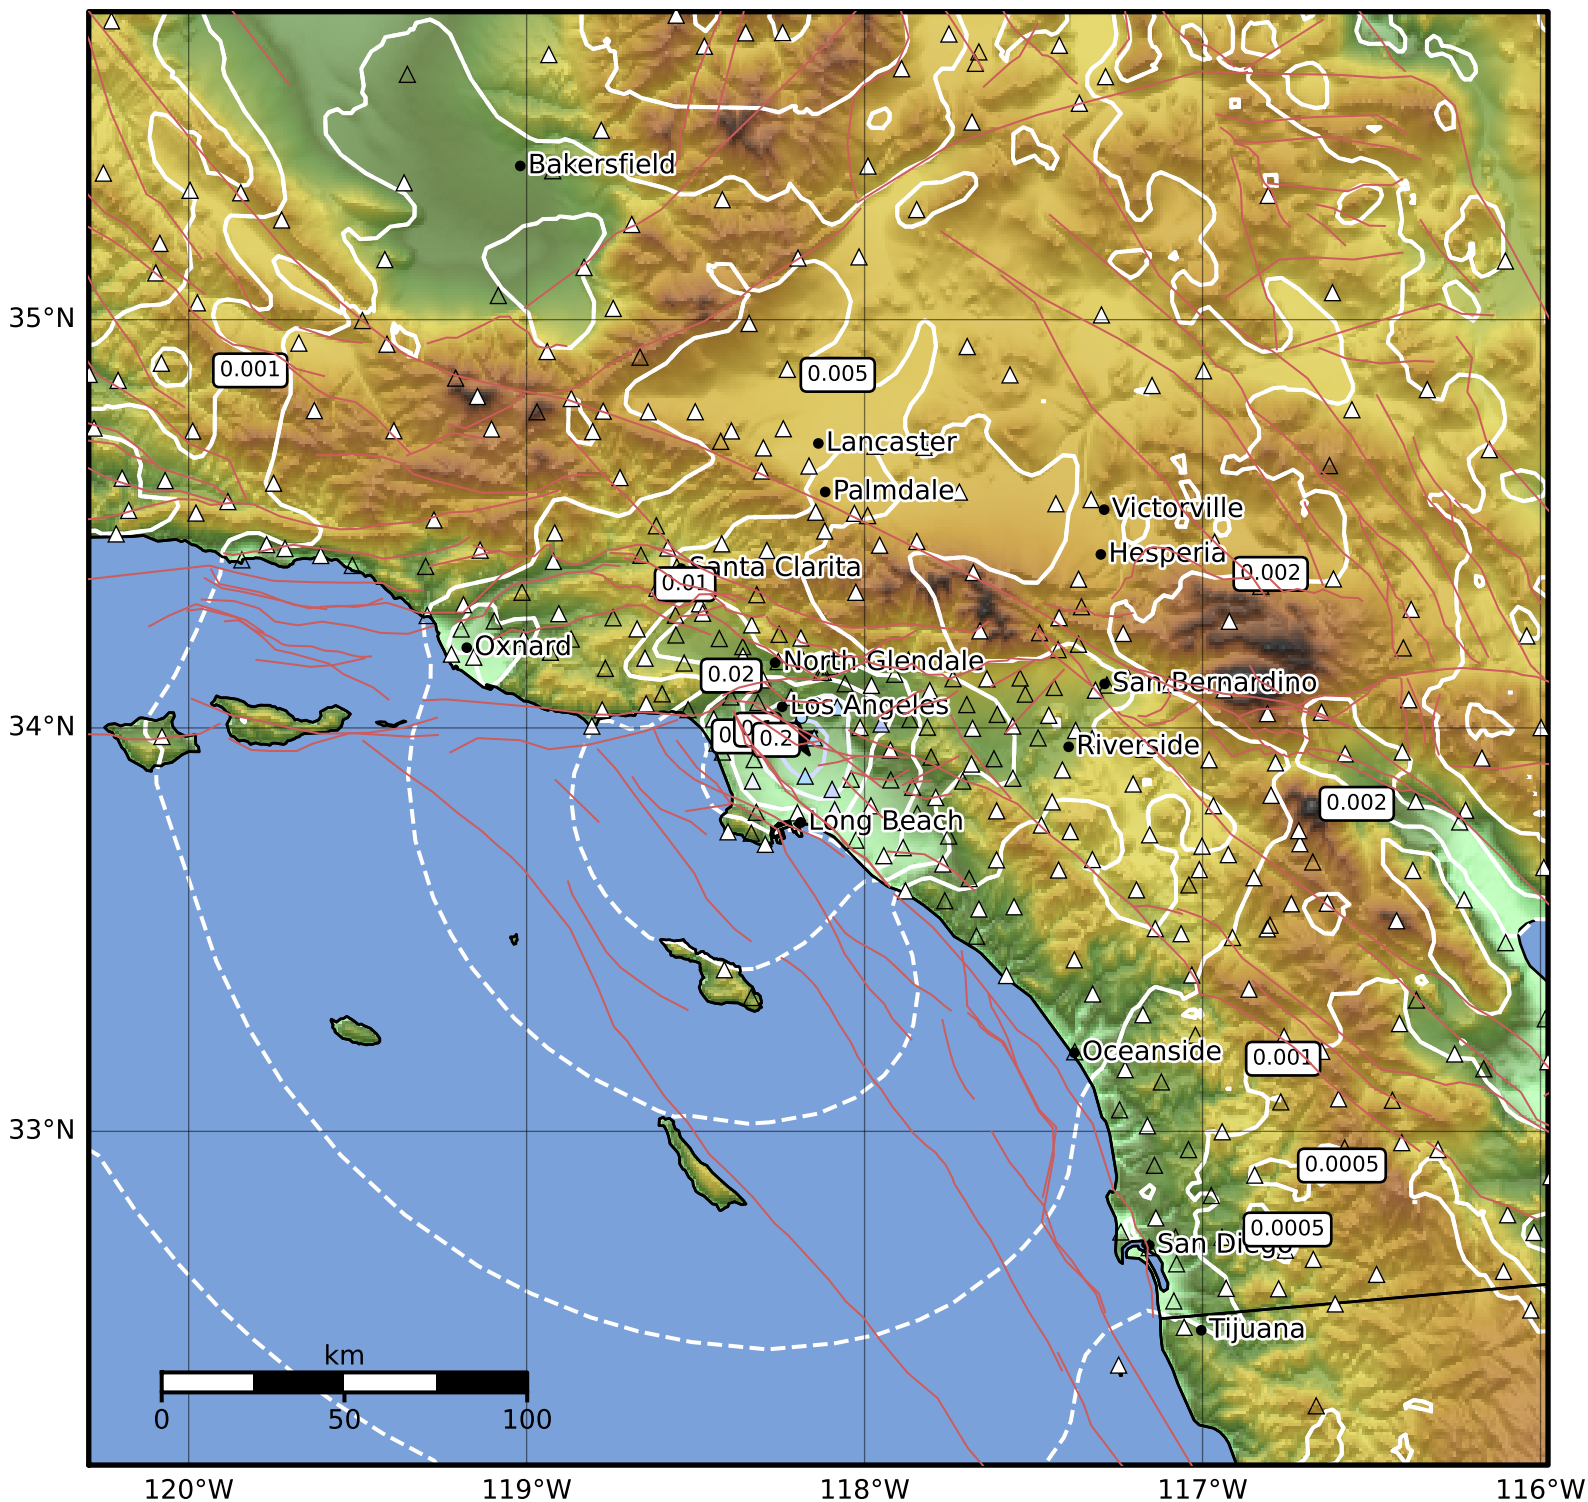 Bakersfield
35°N
0.001
0.005
Lancaster
Palmdale
Victorville
Hesperia
Santa Clarita
0.01
0.002
Oxnard
North Glendale
0.02
San Bernardino
Los Angeles
34°N
0.2
Riverside
0.002
Long Beach
Oceanside
0.001
33°N
0.0005
0.0005
San Diego
Tijuana
km
0 50 100
120°W 119°W 118°W 117°W 116°W